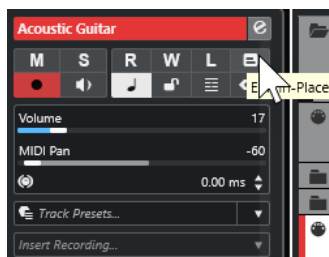 Acoustic Guitar
M S R W L
Volume 17
MIDI Pan -60
0.00 ms
Track Presets...
Insert Recording...